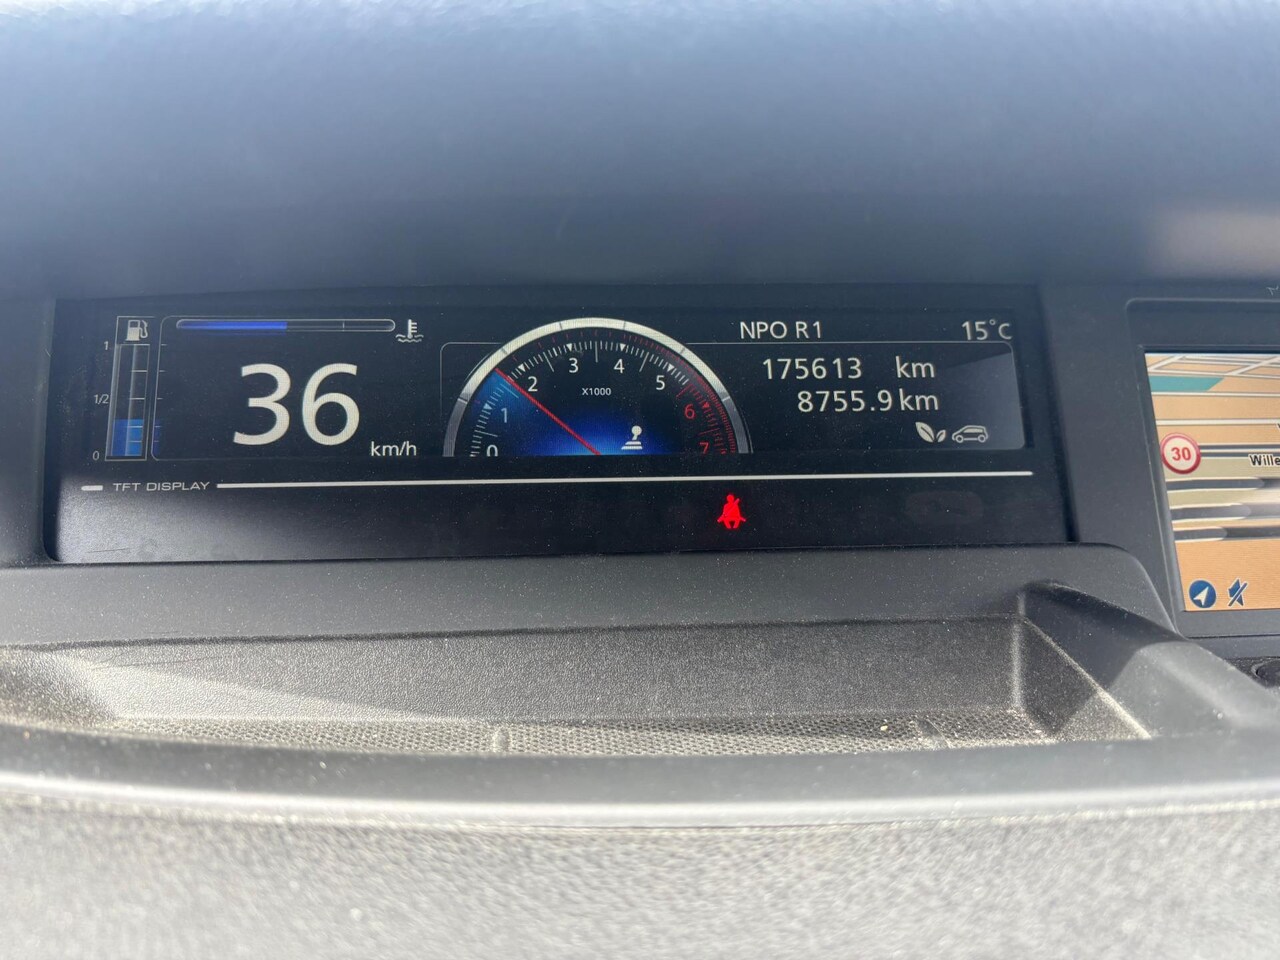 NPO R1 15°C
1
1/2
0
36 km/h
0 1 2 3 4 5 6 7
X1000
175613 km
8755.9 km
TFT DISPLAY
30
Wille